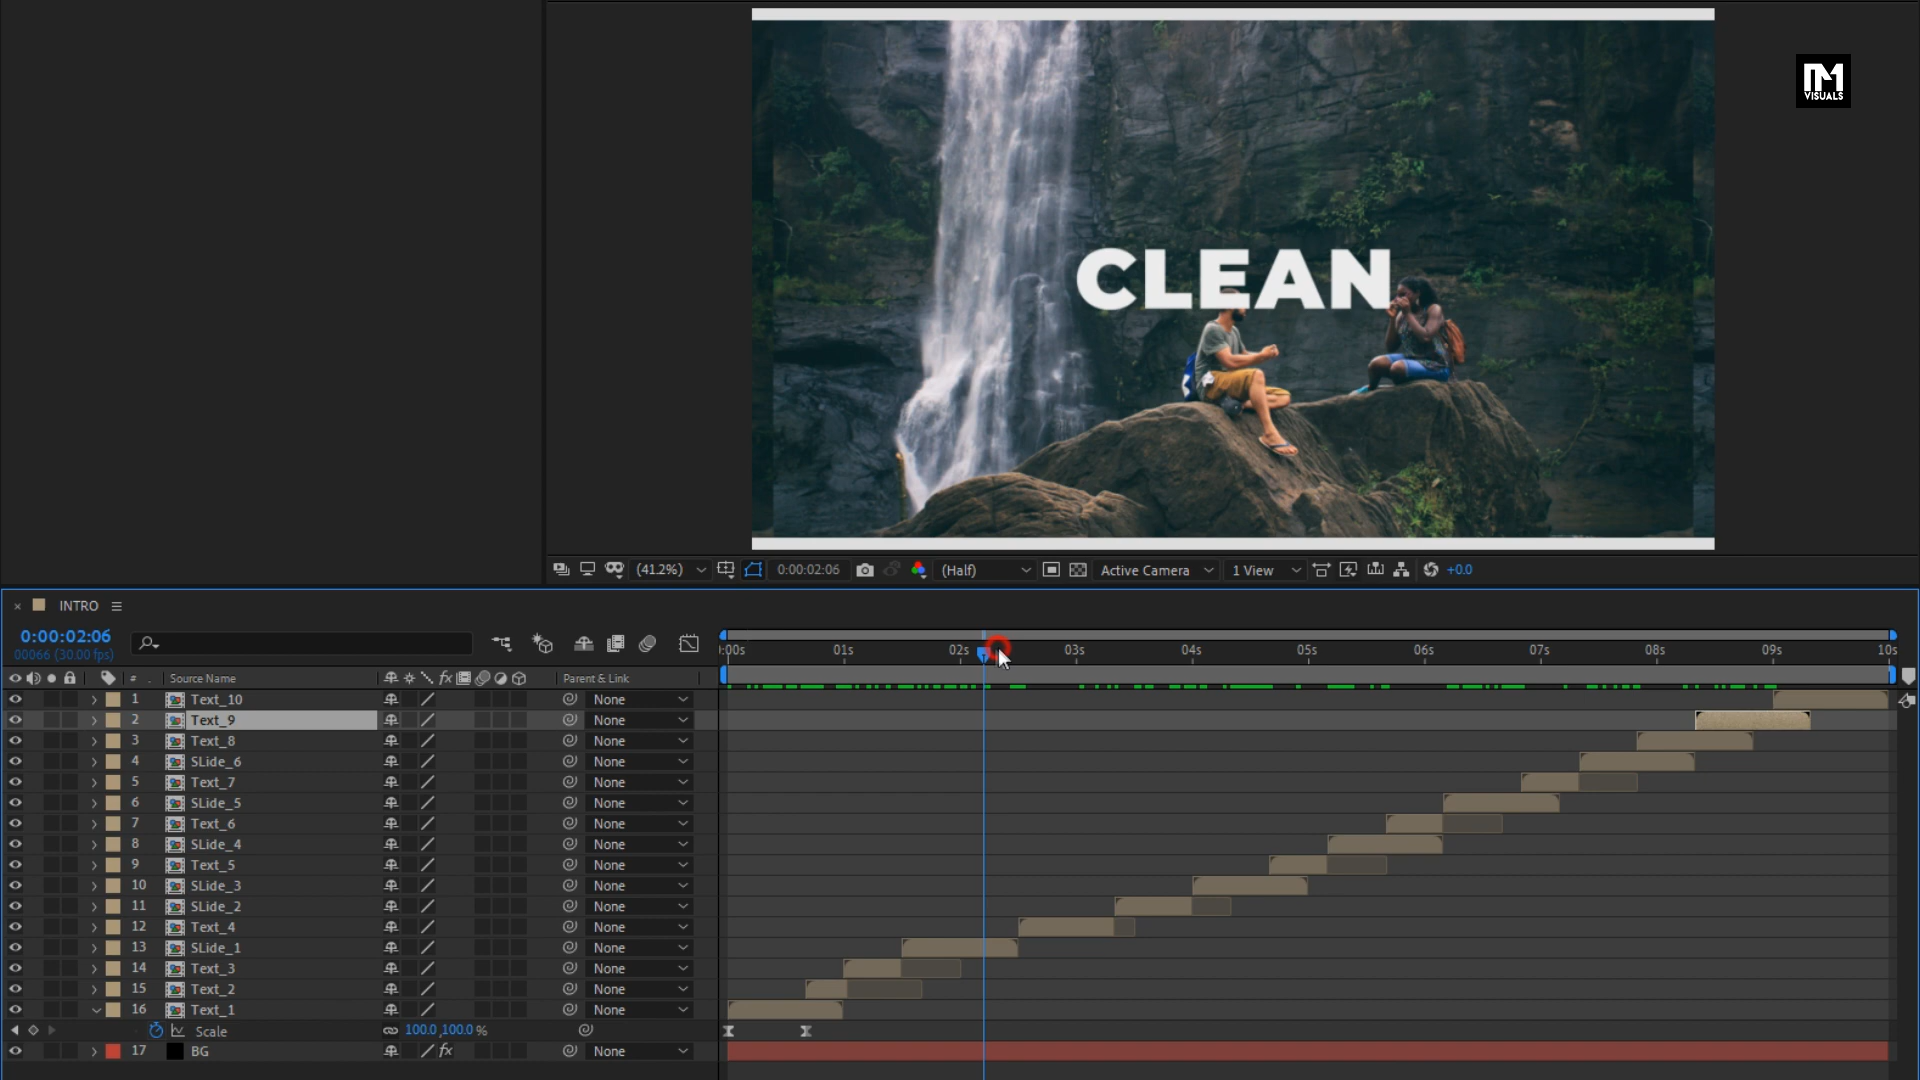 VISUALS
CLEAN
(41.2%) 0:00:02:06 (Half) Active Camera 1 View +0.0
INTRO
0:00:02:06
00066 (30.00 fps)
:00s 01s 02s 03s 04s 05s 06s 07s 08s 09s 10s
# Source Name fx Parent & Link
1 Text_10 None
2 Text_9 None
3 Text_8 None
4 SLide_6 None
5 Text_7 None
6 SLide_5 None
7 Text_6 None
8 SLide_4 None
9 Text_5 None
10 SLide_3 None
11 SLide_2 None
12 Text_4 None
13 SLide_1 None
14 Text_3 None
15 Text_2 None
16 Text_1 None
Scale 100.0,100.0 %
17 BG fx None